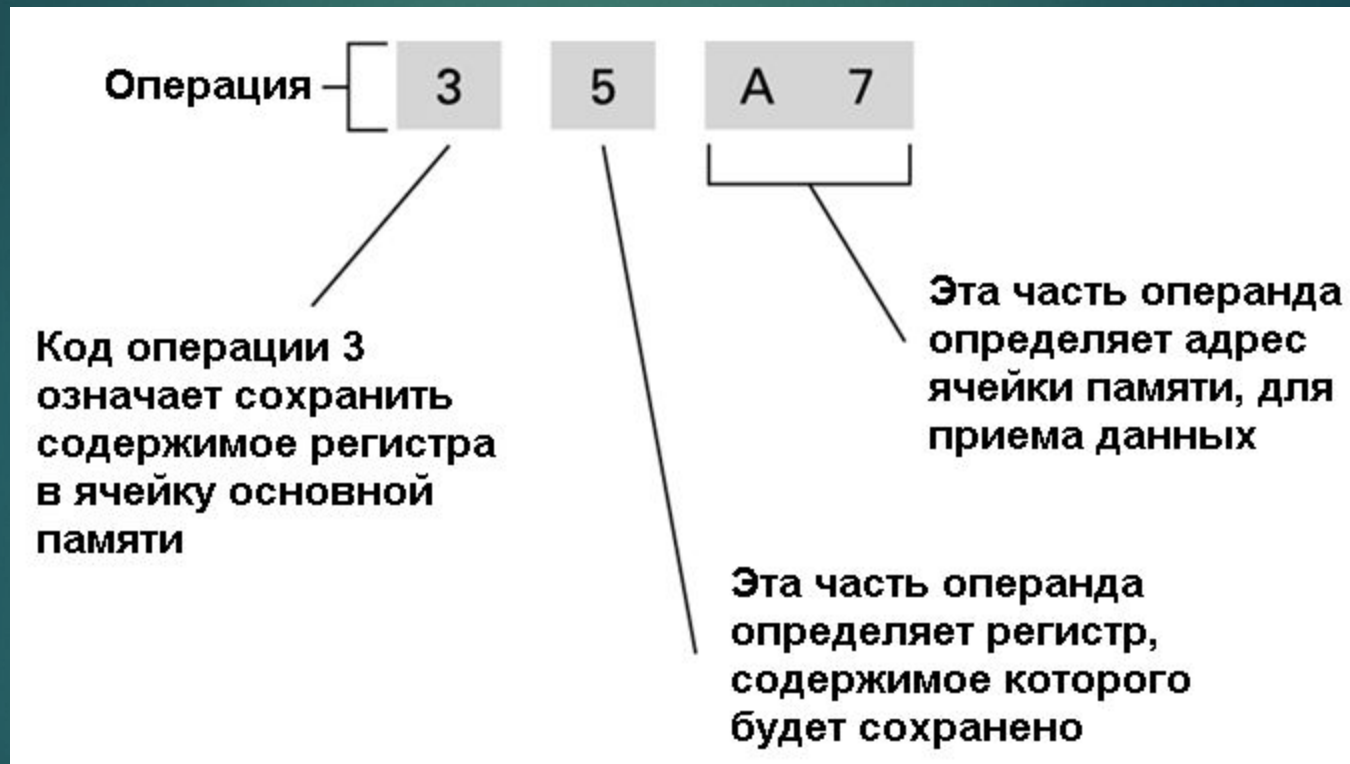 Операция 3 5 A 7
Код операции 3
означает сохранить
содержимое регистра
в ячейку основной
памяти
Эта часть операнда
определяет адрес
ячейки памяти, для
приема данных
Эта часть операнда
определяет регистр,
содержимое которого
будет сохранено